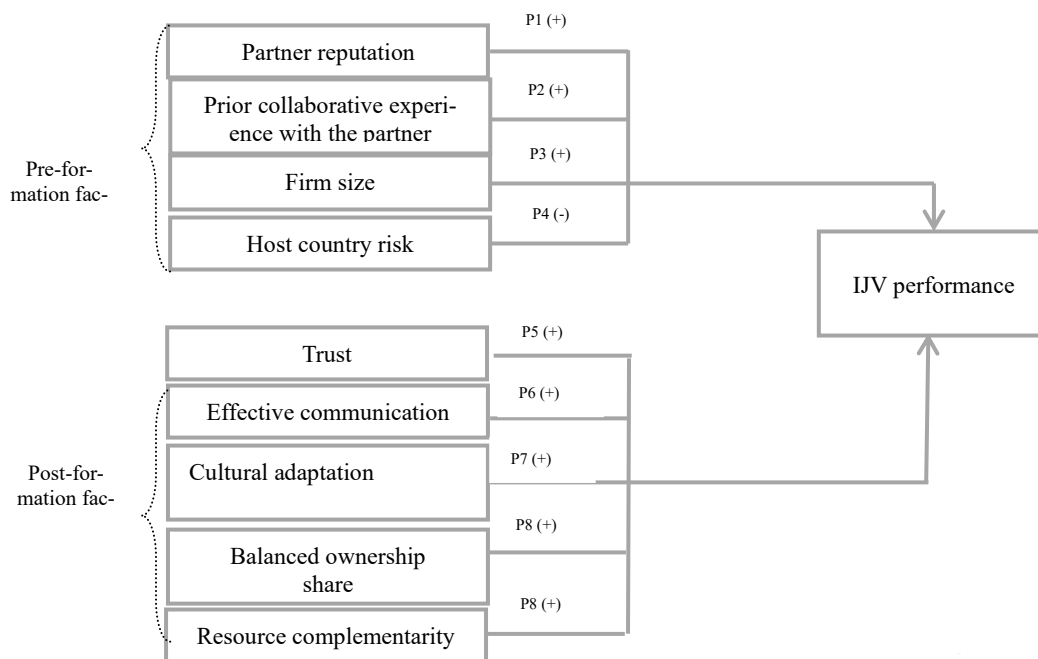 P1 (+)
Partner reputation
P2 (+)
Prior collaborative experi-
ence with the partner
P3 (+)
Pre-for-
mation fac-
Firm size
P4 (-)
Host country risk
IJV performance
P5 (+)
Trust
P6 (+)
Effective communication
P7 (+)
Cultural adaptation
Post-for-
mation fac-
P8 (+)
Balanced ownership
share
P8 (+)
Resource complementarity